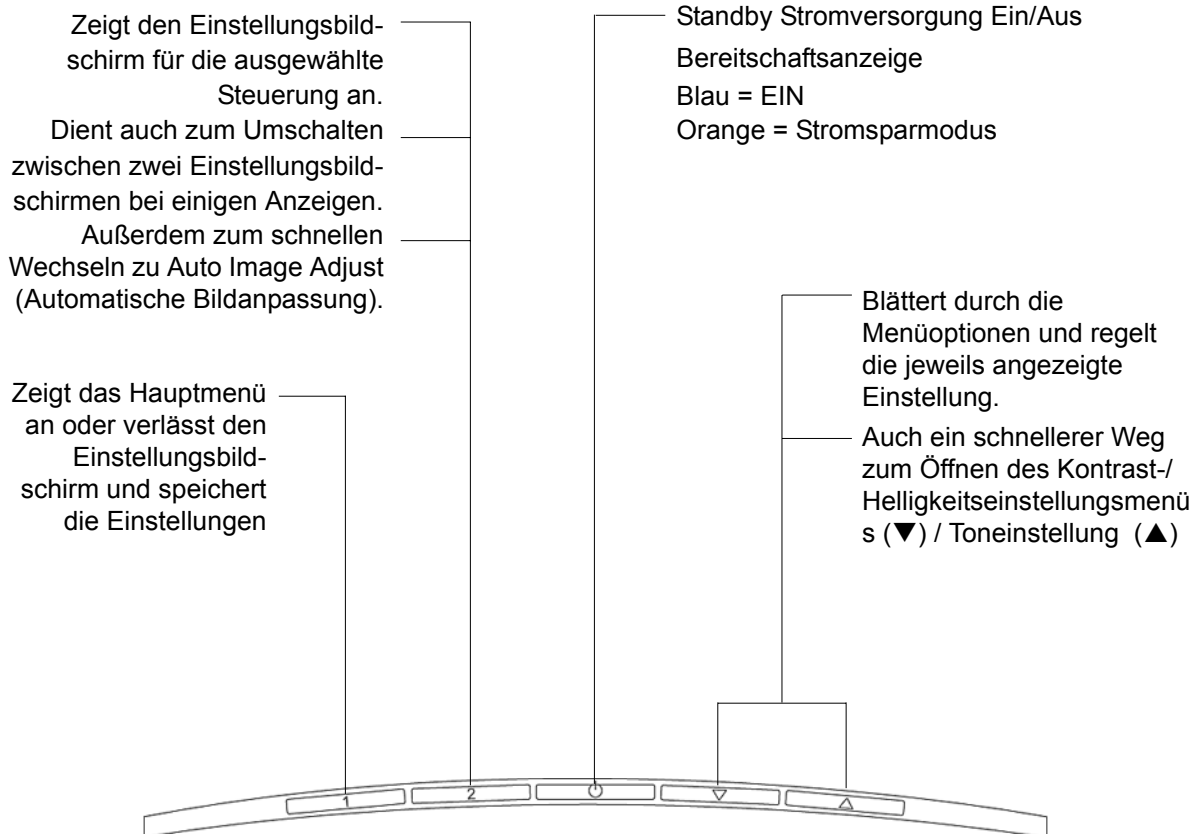 Zeigt den Einstellungsbild-
schirm für die ausgewählte
Steuerung an.
Dient auch zum Umschalten
zwischen zwei Einstellungsbild-
schirmen bei einigen Anzeigen.
Außerdem zum schnellen
Wechseln zu Auto Image Adjust
(Automatische Bildanpassung).
Zeigt das Hauptmenü
an oder verlässt den
Einstellungsbild-
schirm und speichert
die Einstellungen
Standby Stromversorgung Ein/Aus
Bereitschaftsanzeige
Blau = EIN
Orange = Stromsparmodus
Blättert durch die
Menüoptionen und regelt
die jeweils angezeigte
Einstellung.
Auch ein schnellerer Weg
zum Öffnen des Kontrast-/
Helligkeitseinstellungsmenü
s (▼) / Toneinstellung (▲)
1 2 ▽ △